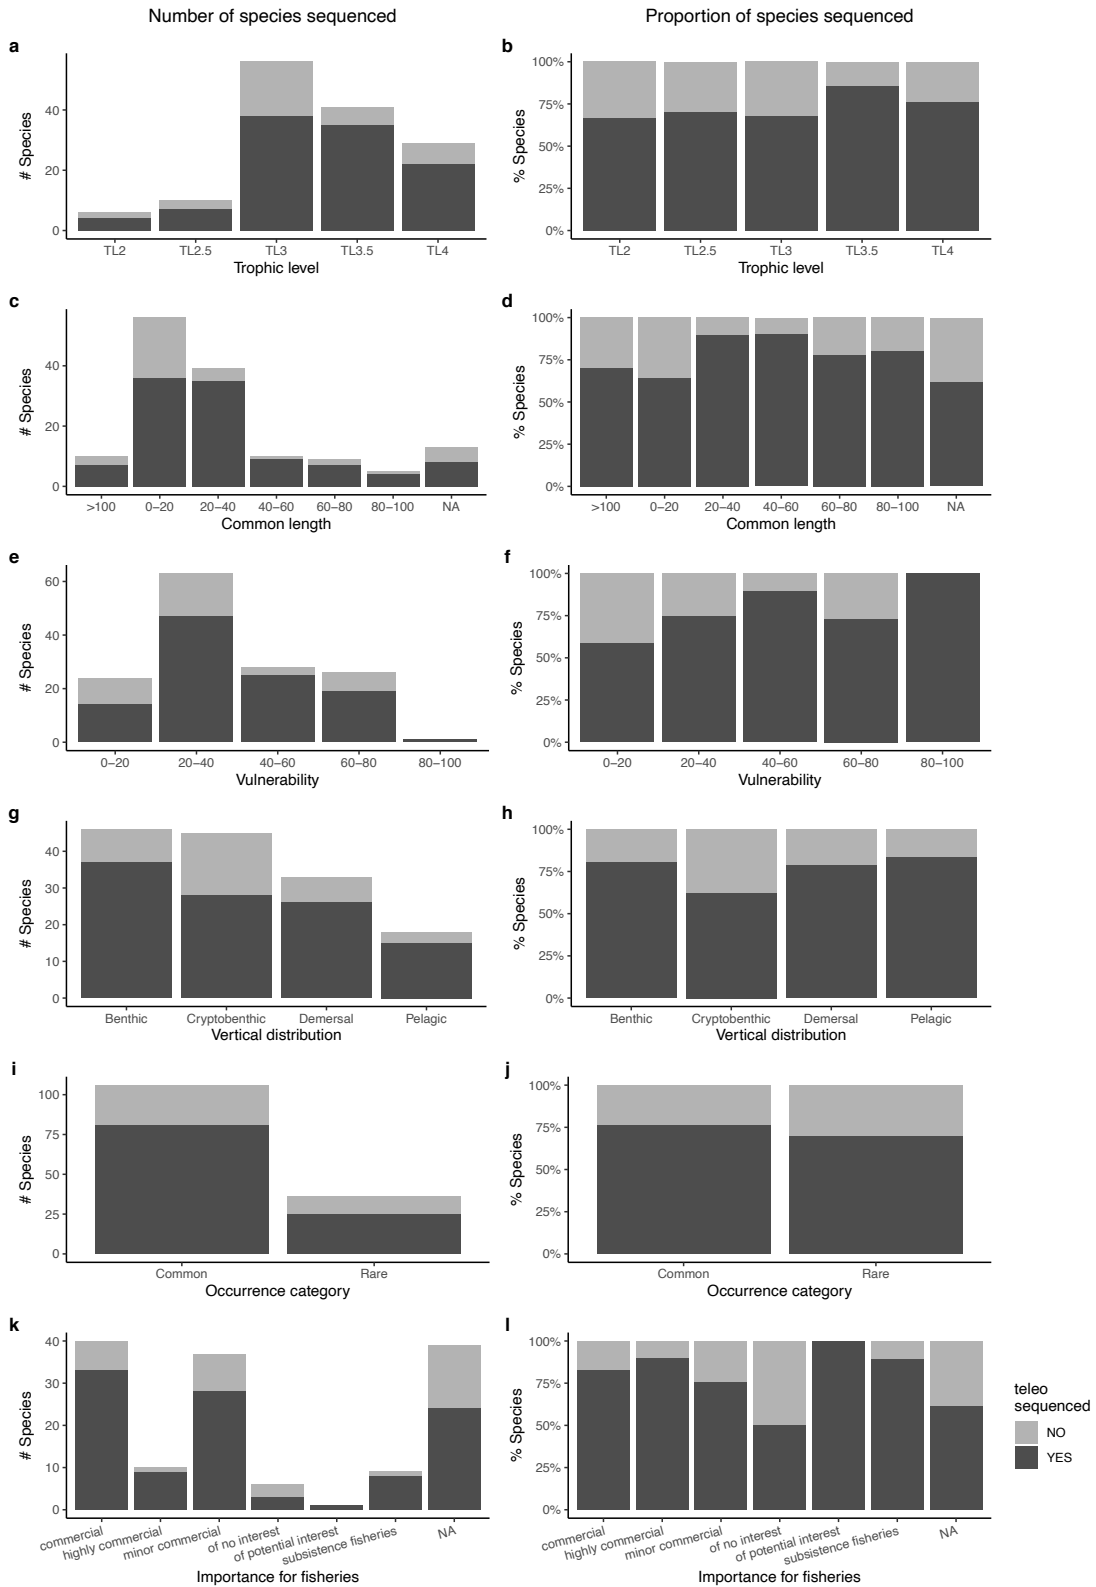 Number of species sequenced
Proportion of species sequenced
a
# Species
40
20
0
TL2 TL2.5 TL3 TL3.5 TL4
Trophic level
b
% Species
100%
75%
50%
25%
0%
TL2 TL2.5 TL3 TL3.5 TL4
Trophic level
c
# Species
40
20
0
>100 0−20 20−40 40−60 60−80 80−100 NA
Common length
d
% Species
100%
75%
50%
25%
0%
>100 0−20 20−40 40−60 60−80 80−100 NA
Common length
e
# Species
60
40
20
0
0−20 20−40 40−60 60−80 80−100
Vulnerability
f
% Species
100%
75%
50%
25%
0%
0−20 20−40 40−60 60−80 80−100
Vulnerability
g
# Species
40
30
20
10
0
Benthic Cryptobenthic Demersal Pelagic
Vertical distribution
h
% Species
100%
75%
50%
25%
0%
Benthic Cryptobenthic Demersal Pelagic
Vertical distribution
i
# Species
100
75
50
25
0
Common Rare
Occurrence category
j
% Species
100%
75%
50%
25%
0%
Common Rare
Occurrence category
k
# Species
40
30
20
10
0
commercial
highly commercial
minor commercial
of no interest
of potential interest
subsistence fisheries
NA
Importance for fisheries
l
% Species
100%
75%
50%
25%
0%
commercial
highly commercial
minor commercial
of no interest
of potential interest
subsistence fisheries
NA
Importance for fisheries
teleo
sequenced
NO
YES